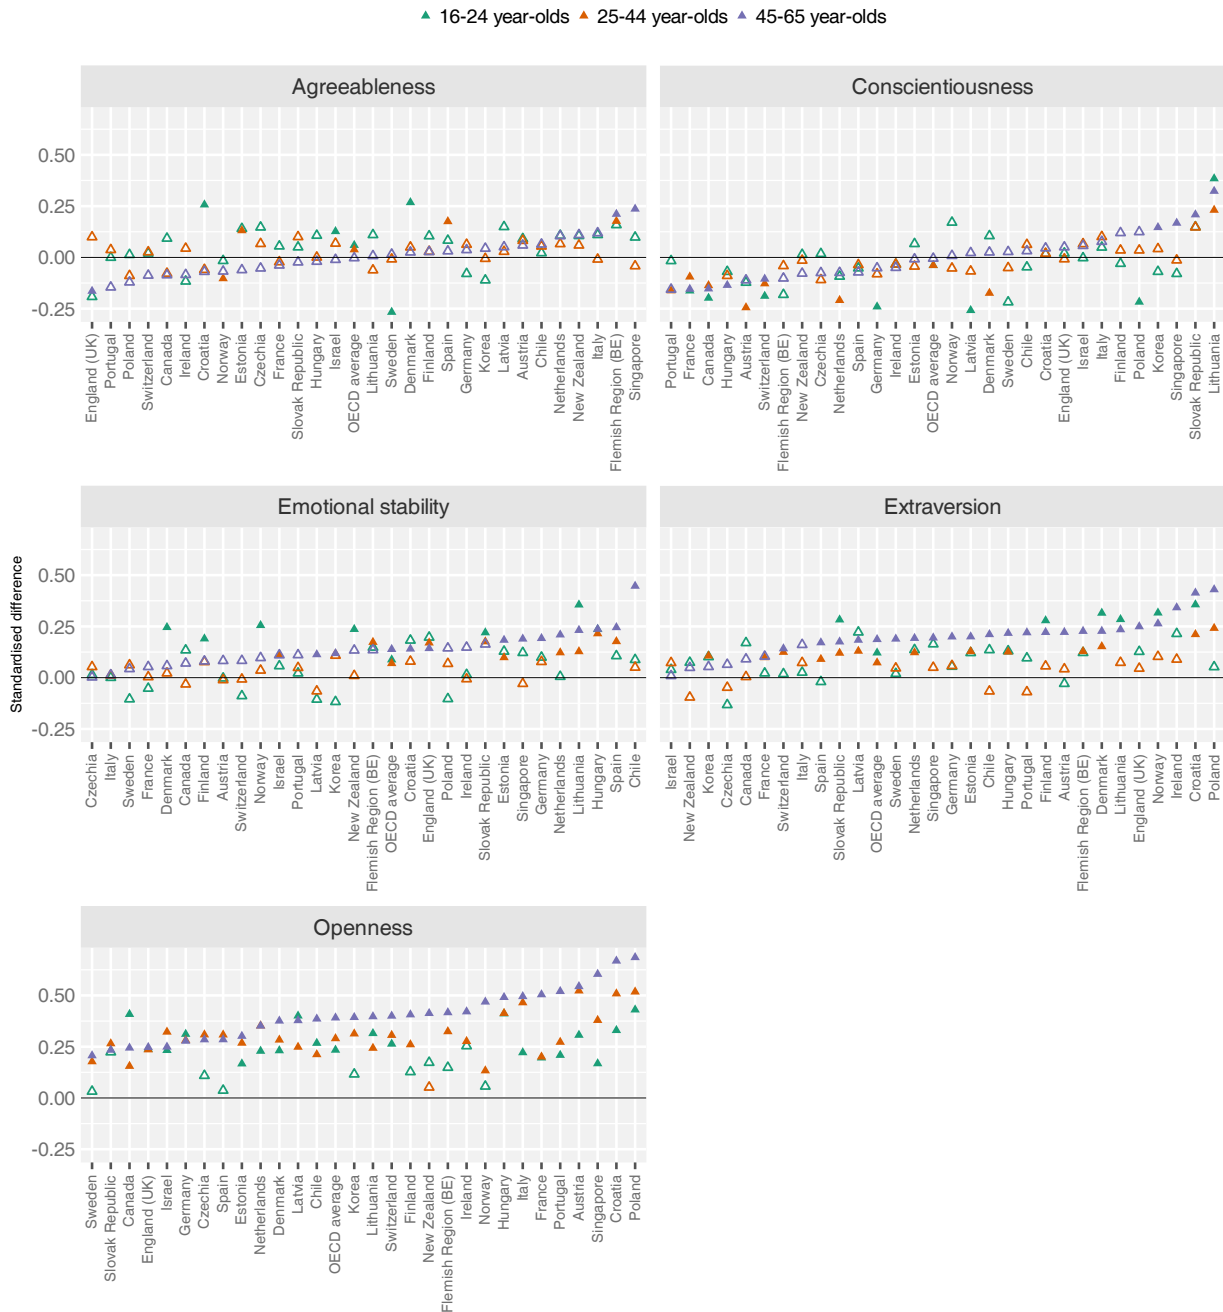 16-24 year-olds 25-44 year-olds 45-65 year-olds
Agreeableness
0.50
0.25
0.00
-0.25
England (UK)
Portugal
Poland
Switzerland
Canada
Ireland
Croatia
Norway
Estonia
Czechia
France
Slovak Republic
Hungary
Israel
OECD average
Lithuania
Sweden
Denmark
Finland
Spain
Germany
Korea
Latvia
Austria
Chile
Netherlands
New Zealand
Italy
Flemish Region (BE)
Singapore
Conscientiousness
Portugal
France
Canada
Hungary
Austria
Switzerland
Flemish Region (BE)
New Zealand
Czechia
Netherlands
Spain
Germany
Ireland
Estonia
OECD average
Norway
Latvia
Denmark
Sweden
Chile
Croatia
England (UK)
Israel
Italy
Finland
Poland
Korea
Singapore
Slovak Republic
Lithuania
Standardised difference
Emotional stability
0.50
0.25
0.00
-0.25
Czechia
Italy
Sweden
France
Denmark
Canada
Finland
Austria
Switzerland
Norway
Israel
Portugal
Latvia
Korea
New Zealand
Flemish Region (BE)
OECD average
Croatia
England (UK)
Poland
Ireland
Slovak Republic
Estonia
Singapore
Germany
Netherlands
Lithuania
Hungary
Spain
Chile
Extraversion
Israel
New Zealand
Korea
Czechia
Canada
France
Switzerland
Italy
Spain
Slovak Republic
Latvia
OECD average
Sweden
Netherlands
Singapore
Germany
Estonia
Chile
Hungary
Portugal
Finland
Austria
Flemish Region (BE)
Denmark
Lithuania
England (UK)
Norway
Ireland
Croatia
Poland
Openness
0.50
0.25
0.00
-0.25
Sweden
Slovak Republic
Canada
England (UK)
Israel
Germany
Czechia
Spain
Estonia
Netherlands
Denmark
Latvia
Chile
OECD average
Korea
Lithuania
Switzerland
Finland
New Zealand
Flemish Region (BE)
Ireland
Norway
Hungary
Italy
France
Portugal
Austria
Singapore
Croatia
Poland